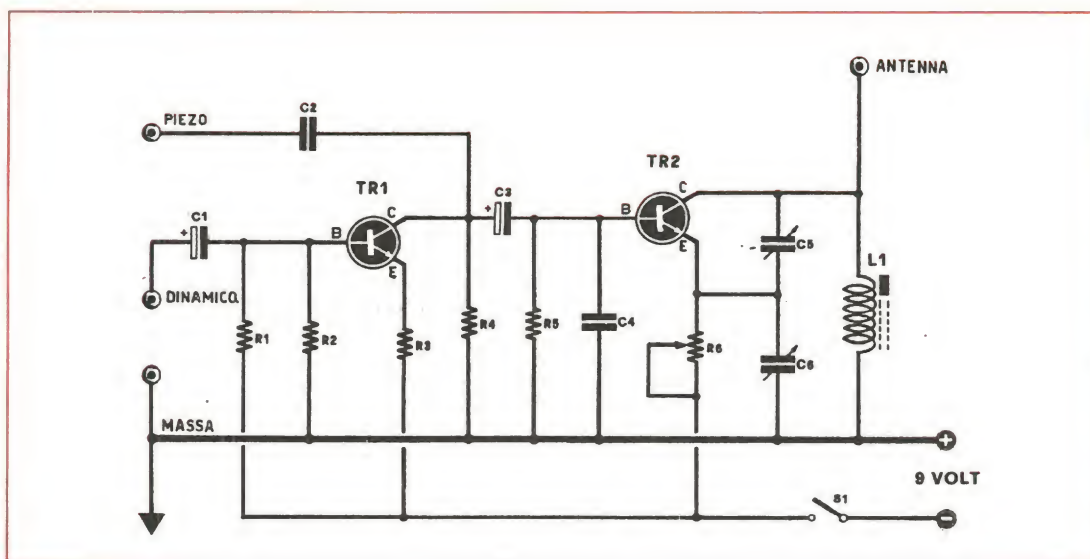 ANTENNA
PIEZO
C2
TR1
TR2
C
C3
C
+
C1
+
B
B
E
E
C5
L1
DINAMICO
R1
R2
R3
R4
R5
C4
R6
C6
MASSA
+
9 VOLT
S1
-